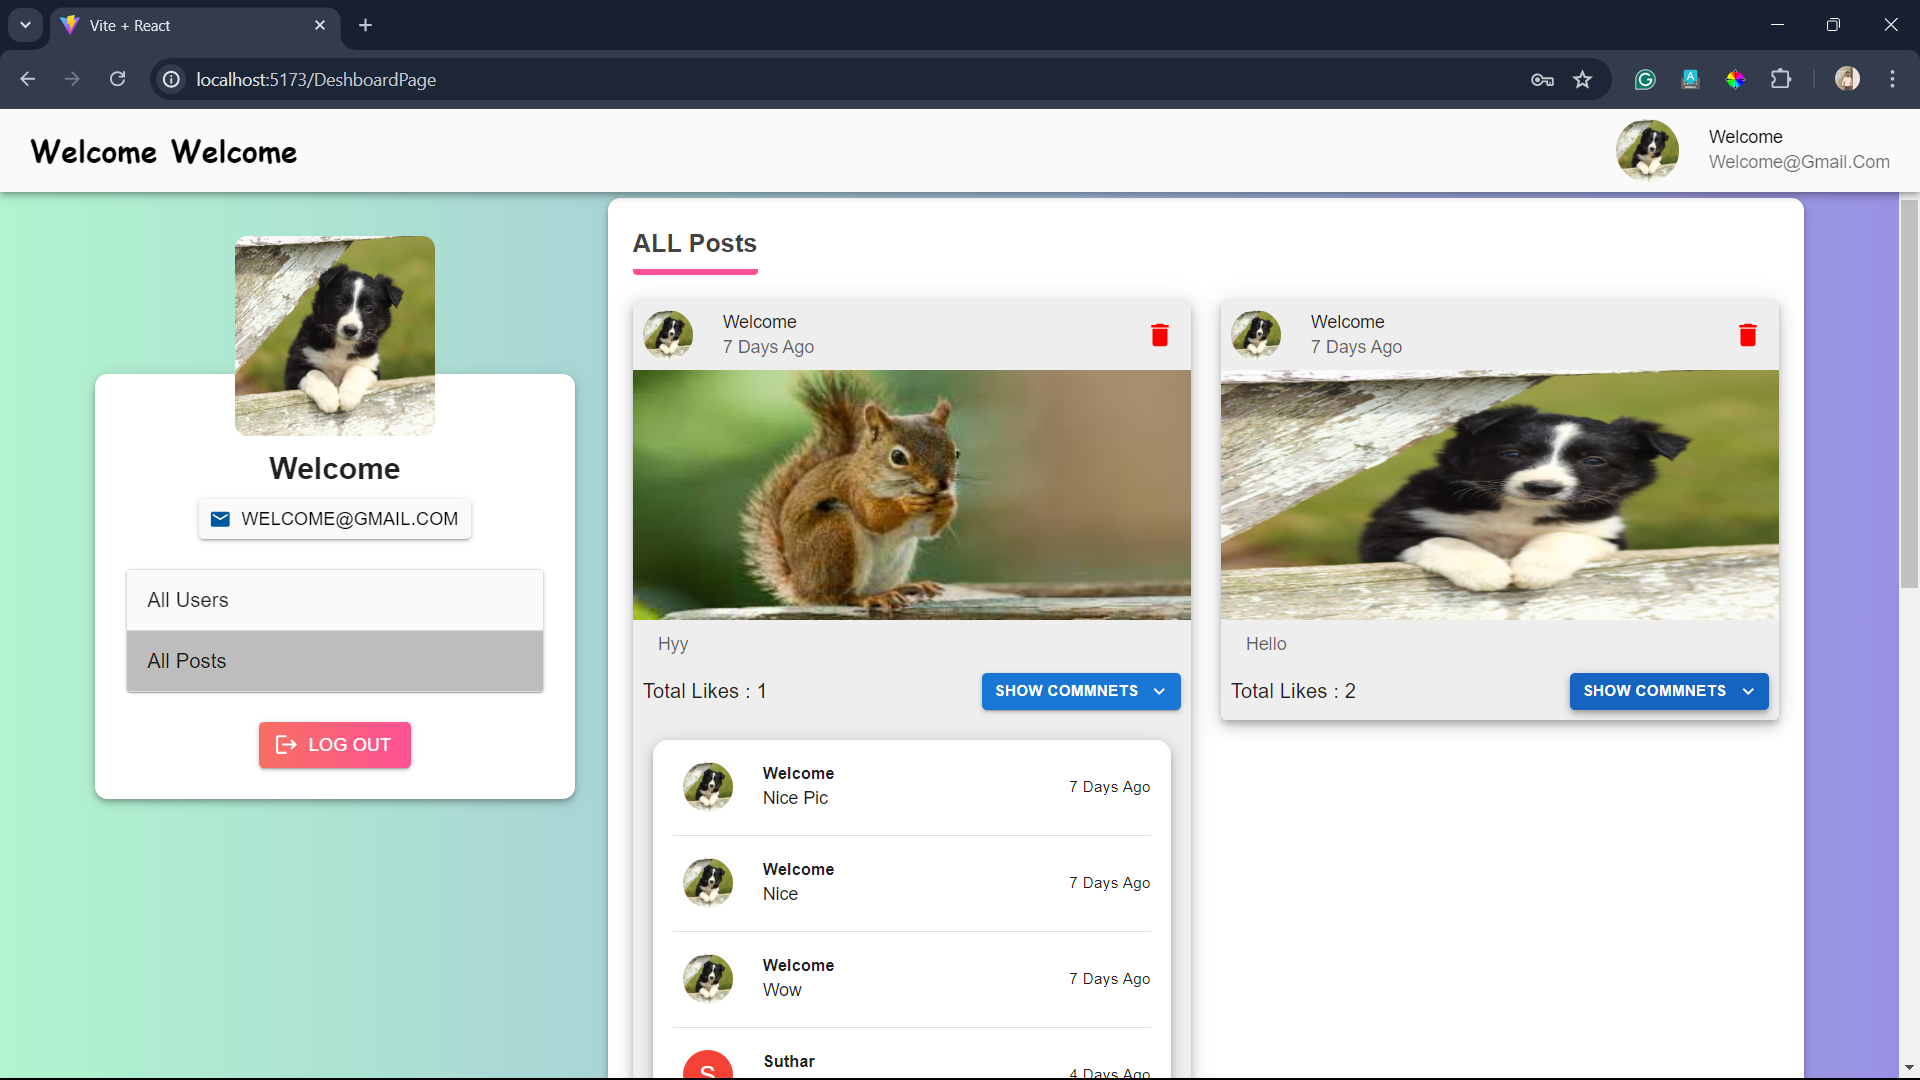 Vite + React
localhost:5173/DeshboardPage
Welcome Welcome
Welcome
Welcome@Gmail.Com
Welcome
WELCOME@GMAIL.COM
All Users
All Posts
LOG OUT
ALL Posts
Welcome
7 Days Ago
Hyy
Total Likes : 1
SHOW COMMNETS
Welcome
Nice Pic
7 Days Ago
Welcome
Nice
7 Days Ago
Welcome
Wow
7 Days Ago
S
Suthar
4 Days Ago
Welcome
7 Days Ago
Hello
Total Likes : 2
SHOW COMMNETS